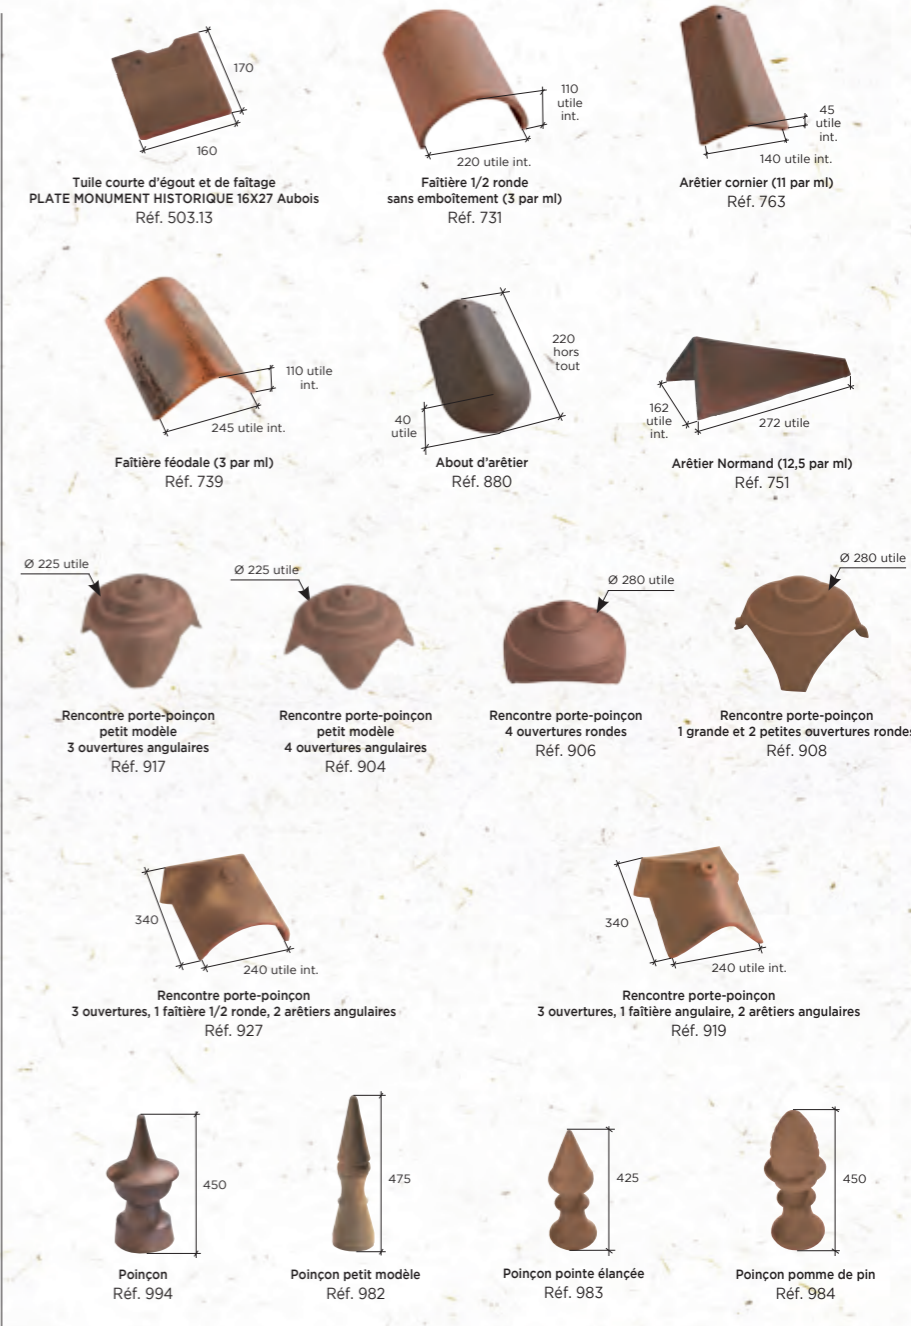 170
160
Tuile courte d'égout et de faîtage
PLATE MONUMENT HISTORIQUE 16X27 Aubois
Réf. 503.13
110
utile
int.
220 utile int.
Faîtière 1/2 ronde
sans emboîtement (3 par ml)
Réf. 731
45
utile
int.
140 utile int.
Arêtier cornier (11 par ml)
Réf. 763
110 utile
int.
245 utile int.
Faîtière féodale (3 par ml)
Réf. 739
220
hors
tout
40
utile
About d'arêtier
Réf. 880
162
utile
int.
272 utile
Arêtier Normand (12,5 par ml)
Réf. 751
Ø 225 utile
Rencontre porte-poinçon
petit modèle
3 ouvertures angulaires
Réf. 917
Ø 225 utile
Rencontre porte-poinçon
petit modèle
4 ouvertures angulaires
Réf. 904
Ø 280 utile
Rencontre porte-poinçon
4 ouvertures rondes
Réf. 906
Ø 280 utile
Rencontre porte-poinçon
1 grande et 2 petites ouvertures rondes
Réf. 908
340
240 utile int.
Rencontre porte-poinçon
3 ouvertures, 1 faîtière 1/2 ronde, 2 arêtiers angulaires
Réf. 927
340
240 utile int.
Rencontre porte-poinçon
3 ouvertures, 1 faîtière angulaire, 2 arêtiers angulaires
Réf. 919
450
Poinçon
Réf. 994
475
Poinçon petit modèle
Réf. 982
425
Poinçon pointe élancée
Réf. 983
450
Poinçon pomme de pin
Réf. 984